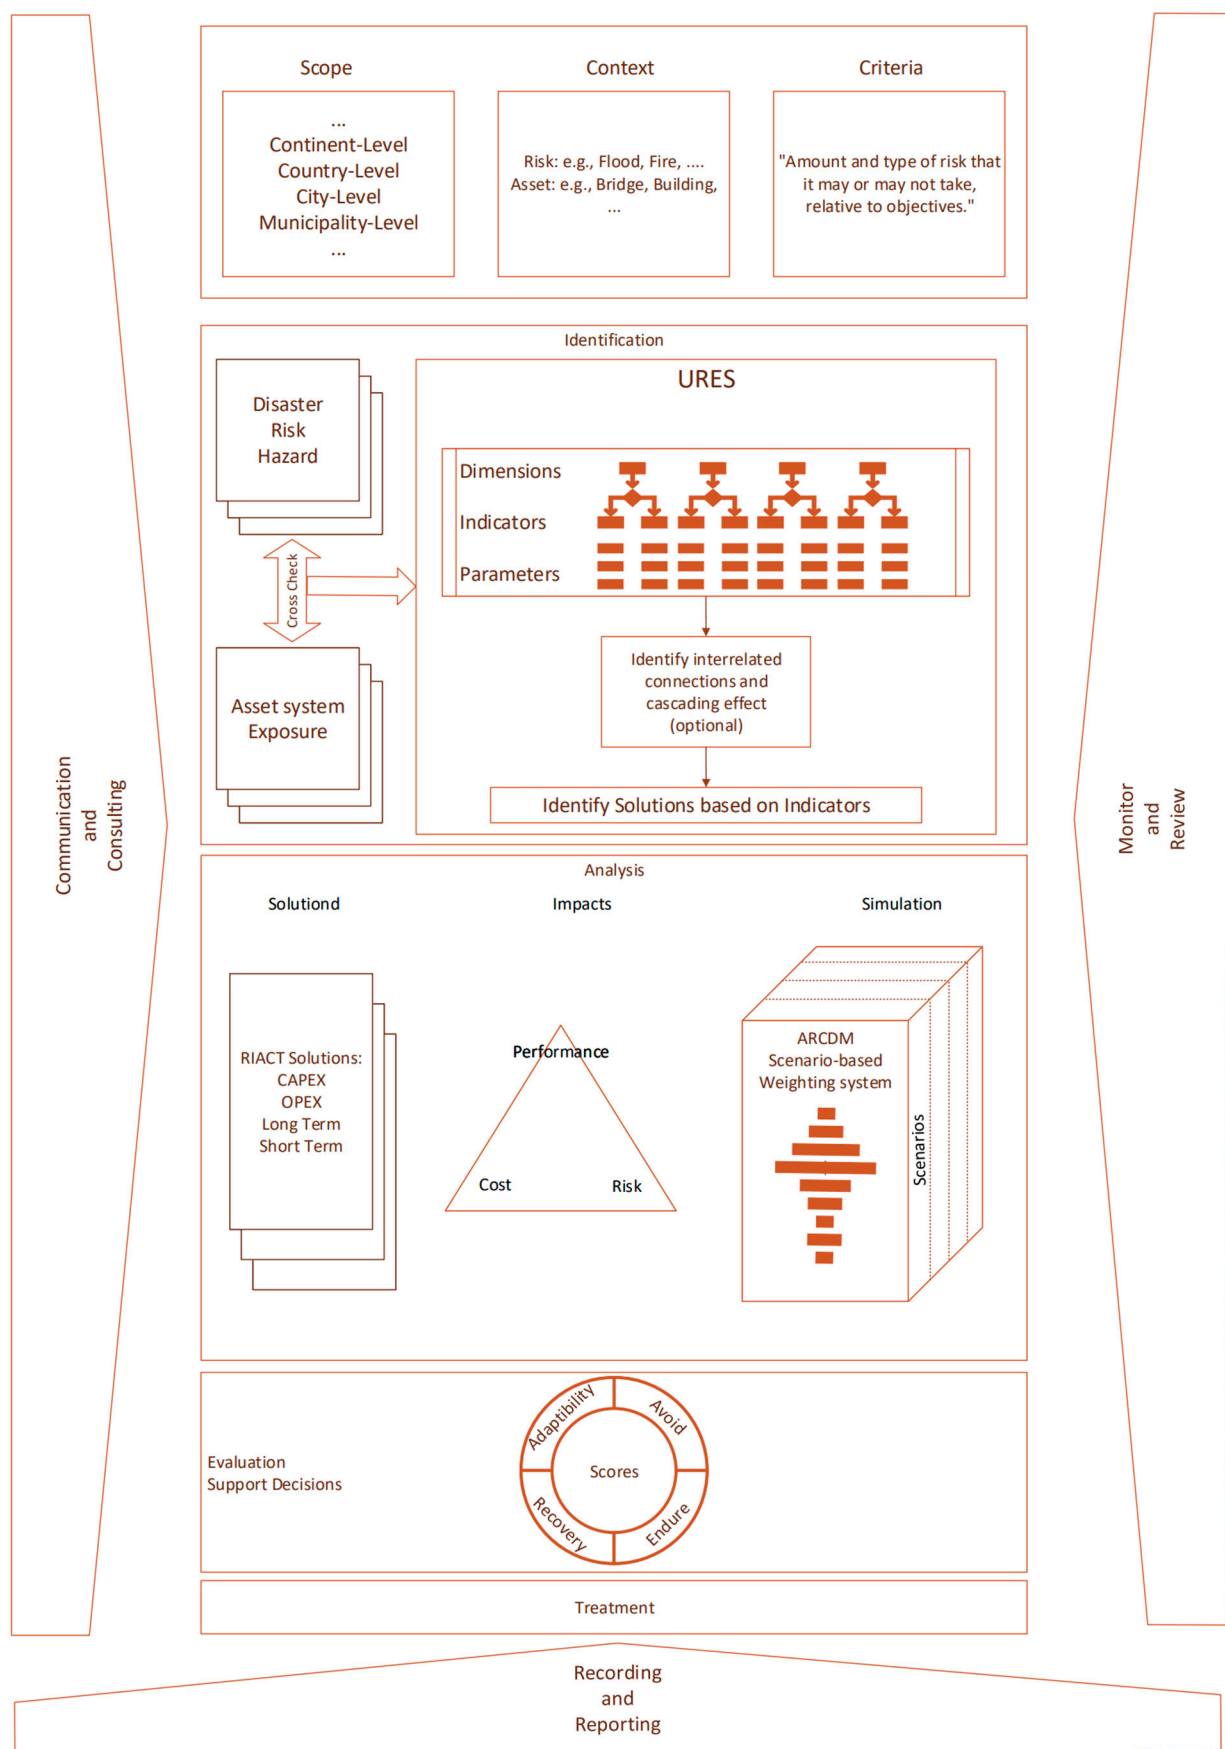 Scope
...
Continent-Level
Country-Level
City-Level
Municipality-Level
...
Context
Risk: e.g., Flood, Fire, ....
Asset: e.g., Bridge, Building,
...
Criteria
"Amount and type of risk that
it may or may not take,
relative to objectives."
Identification
Disaster
Risk
Hazard
Cross Check
Asset system
Exposure
URES
Dimensions
Indicators
Parameters
Identify interrelated
connections and
cascading effect
(optional)
Identify Solutions based on Indicators
Communication
and
Consulting
Monitor
and
Review
Analysis
Solutiond
RIACT Solutions:
CAPEX
OPEX
Long Term
Short Term
Impacts
Performance
Cost
Risk
Simulation
ARCDM
Scenario-based
Weighting system
Scenarios
Evaluation
Support Decisions
Adaptibility
Avoid
Scores
Recovery
Endure
Treatment
Recording
and
Reporting